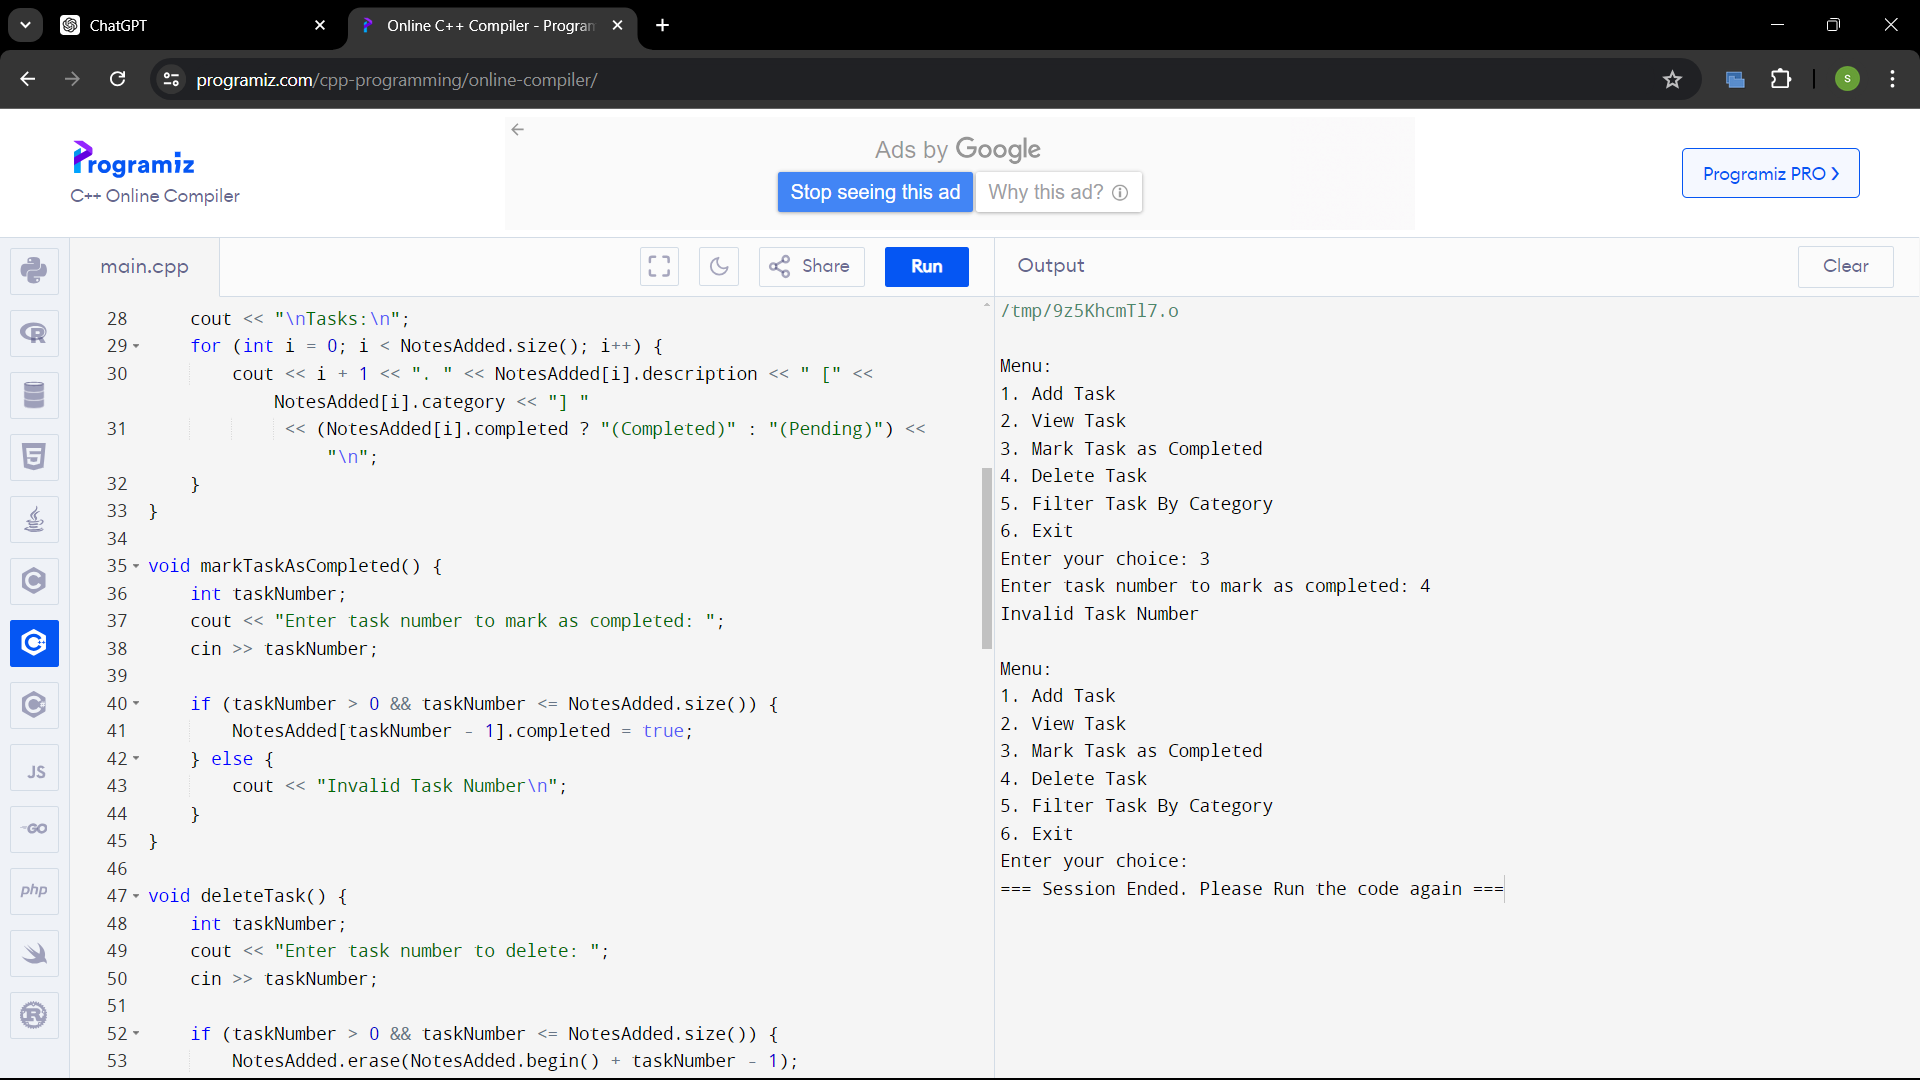 ChatGPT
Online C++ Compiler - Program
programiz.com/cpp-programming/online-compiler/
S
Programiz
C++ Online Compiler
Ads by Google
Stop seeing this ad
Why this ad?
Programiz PRO >
main.cpp
Share
Run
Output
Clear
28 cout << "\nTasks:\n";
29 for (int i = 0; i < NotesAdded.size(); i++) {
30 cout << i + 1 << ". " << NotesAdded[i].description << " [" <<
NotesAdded[i].category << "] "
31 << (NotesAdded[i].completed ? "(Completed)" : "(Pending)") <<
"\n";
32 }
33 }
34
35 void markTaskAsCompleted() {
36 int taskNumber;
37 cout << "Enter task number to mark as completed: ";
38 cin >> taskNumber;
39
40 if (taskNumber > 0 && taskNumber <= NotesAdded.size()) {
41 NotesAdded[taskNumber - 1].completed = true;
42 } else {
43 cout << "Invalid Task Number\n";
44 }
45 }
46
47 void deleteTask() {
48 int taskNumber;
49 cout << "Enter task number to delete: ";
50 cin >> taskNumber;
51
52 if (taskNumber > 0 && taskNumber <= NotesAdded.size()) {
53 NotesAdded.erase(NotesAdded.begin() + taskNumber - 1);
/tmp/9z5KhcmTl7.o
Menu:
1. Add Task
2. View Task
3. Mark Task as Completed
4. Delete Task
5. Filter Task By Category
6. Exit
Enter your choice: 3
Enter task number to mark as completed: 4
Invalid Task Number
Menu:
1. Add Task
2. View Task
3. Mark Task as Completed
4. Delete Task
5. Filter Task By Category
6. Exit
Enter your choice:
=== Session Ended. Please Run the code again ===
R
5
C
C++
C#
JS
GO
php
R